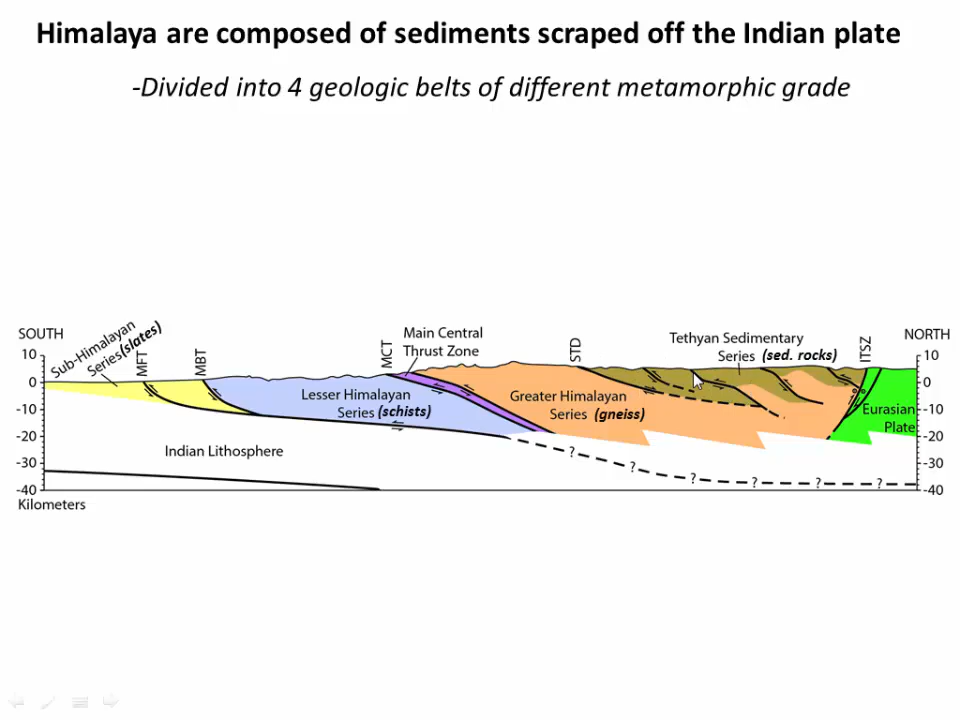 Himalaya are composed of sediments scraped off the Indian plate
-Divided into 4 geologic belts of different metamorphic grade
SOUTH
Sub-Himalayan
Series (slates)
MFT
MBT
MCT
Main Central
Thrust Zone
STD
Tethyan Sedimentary
Series (sed. rocks)
ITSZ
NORTH
10
0
-10
-20
-30
-40
Kilometers
Lesser Himalayan
Series (schists)
Greater Himalayan
Series (gneiss)
Eurasian
Plate
Indian Lithosphere
? ? ? ? ? ?
10
0
-10
-20
-30
-40